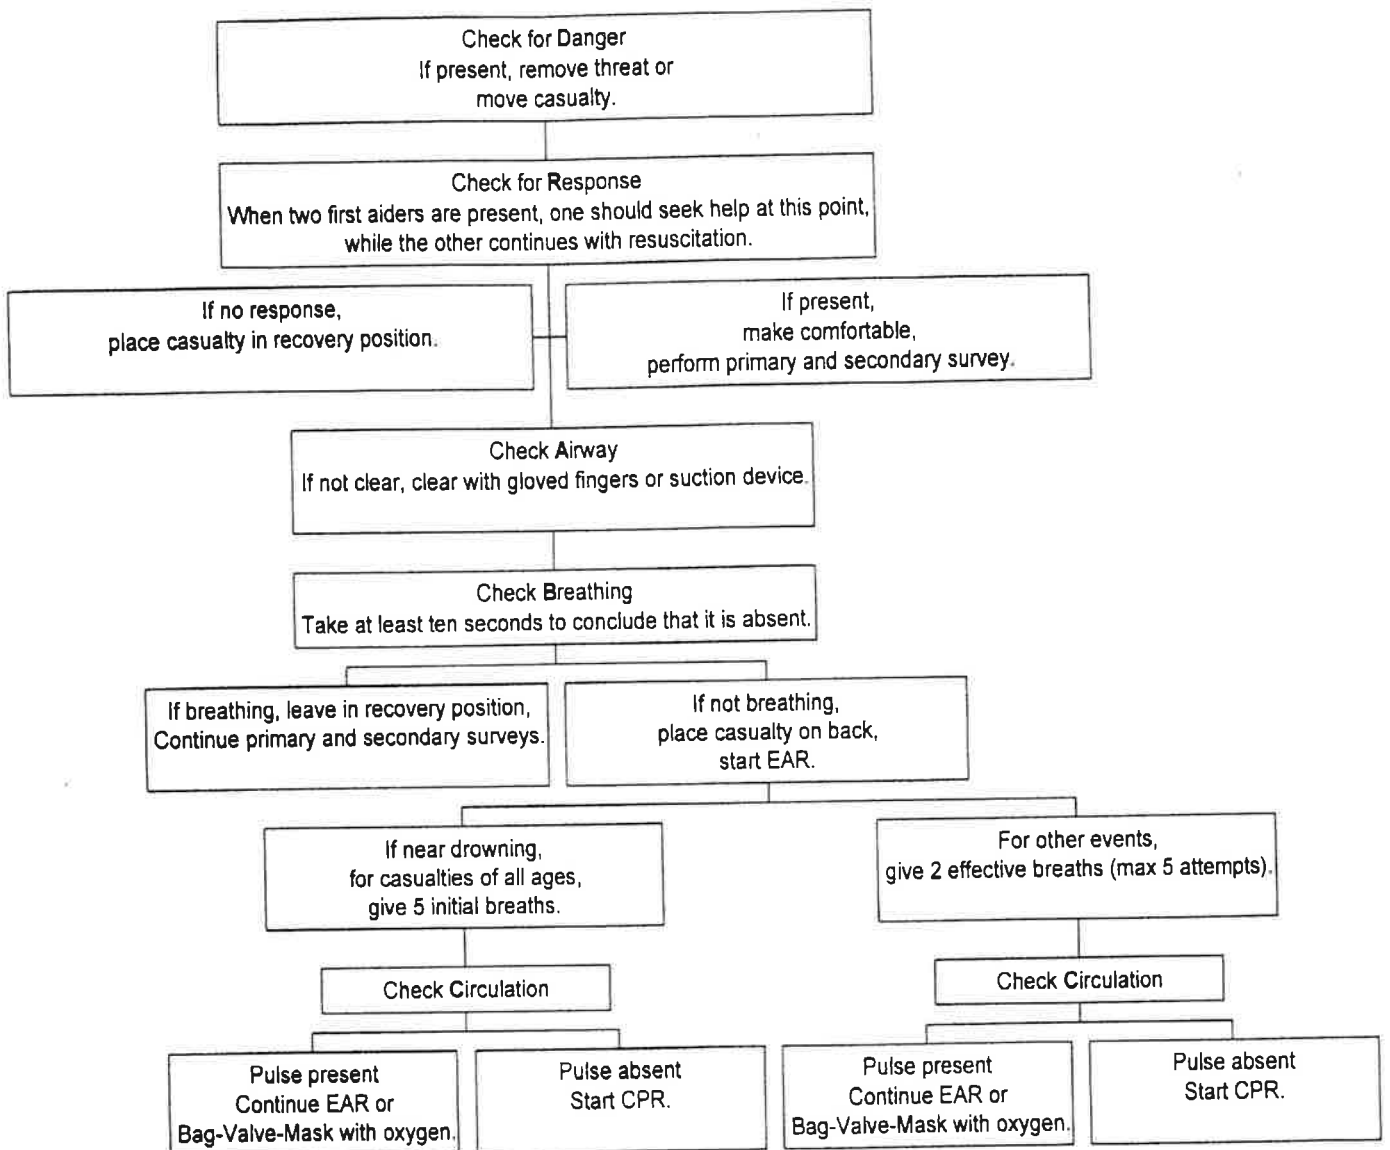 Check for Danger
If present, remove threat or
move casualty.
Check for Response
When two first aiders are present, one should seek help at this point,
while the other continues with resuscitation.
If no response,
place casualty in recovery position.
If present,
make comfortable,
perform primary and secondary survey.
Check Airway
If not clear, clear with gloved fingers or suction device.
Check Breathing
Take at least ten seconds to conclude that it is absent.
If breathing, leave in recovery position,
Continue primary and secondary surveys.
If not breathing,
place casualty on back,
start EAR.
If near drowning,
for casualties of all ages,
give 5 initial breaths.
For other events,
give 2 effective breaths (max 5 attempts).
Check Circulation
Check Circulation
Pulse present
Continue EAR or
Bag-Valve-Mask with oxygen.
Pulse absent
Start CPR.
Pulse present
Continue EAR or
Bag-Valve-Mask with oxygen.
Pulse absent
Start CPR.